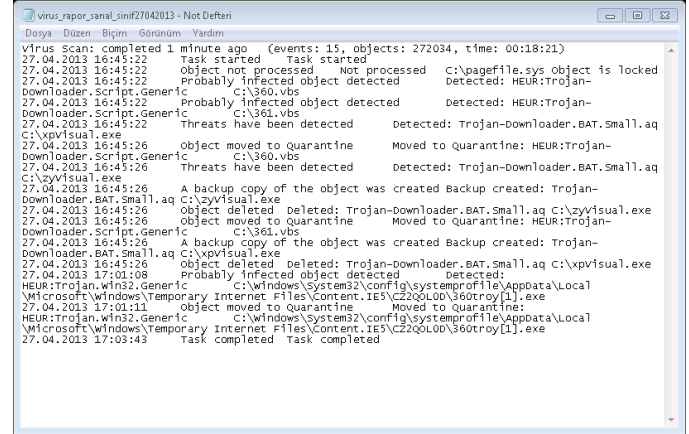 virus_rapor_sanal_sinif27042013 - Not Defteri
Dosya Düzen Biçim Görünüm Yardım
Virus Scan: completed 1 minute ago (events: 15, objects: 272034, time: 00:18:21)
27.04.2013 16:45:22 Task started Task started
27.04.2013 16:45:22 Object not processed Not processed C:\pagefile.sys Object is locked
27.04.2013 16:45:22 Probably infected object detected Detected: HEUR:Trojan-
Downloader.Script.Generic C:\360.vbs
27.04.2013 16:45:22 Probably infected object detected Detected: HEUR:Trojan-
Downloader.Script.Generic C:\361.vbs
27.04.2013 16:45:22 Threats have been detected Detected: Trojan-Downloader.BAT.Small.aq
C:\xpVisual.exe
27.04.2013 16:45:26 Object moved to Quarantine Moved to Quarantine: HEUR:Trojan-
Downloader.Script.Generic C:\360.vbs
27.04.2013 16:45:26 Threats have been detected Detected: Trojan-Downloader.BAT.Small.aq
C:\zyVisual.exe
27.04.2013 16:45:26 A backup copy of the object was created Backup created: Trojan-
Downloader.BAT.Small.aq C:\zyVisual.exe
27.04.2013 16:45:26 Object deleted Deleted: Trojan-Downloader.BAT.Small.aq C:\zyVisual.exe
27.04.2013 16:45:26 Object moved to Quarantine Moved to Quarantine: HEUR:Trojan-
Downloader.Script.Generic C:\361.vbs
27.04.2013 16:45:26 A backup copy of the object was created Backup created: Trojan-
Downloader.BAT.Small.aq C:\xpVisual.exe
27.04.2013 16:45:26 Object deleted Deleted: Trojan-Downloader.BAT.Small.aq C:\xpVisual.exe
27.04.2013 17:01:08 Probably infected object detected Detected:
HEUR:Trojan.Win32.Generic C:\Windows\System32\config\systemprofile\AppData\Local
\Microsoft\Windows\Temporary Internet Files\Content.IE5\CZ2QOL0D\360troy[1].exe
27.04.2013 17:01:11 Object moved to Quarantine Moved to Quarantine:
HEUR:Trojan.Win32.Generic C:\Windows\System32\config\systemprofile\AppData\Local
\Microsoft\Windows\Temporary Internet Files\Content.IE5\CZ2QOL0D\360troy[1].exe
27.04.2013 17:03:43 Task completed Task completed